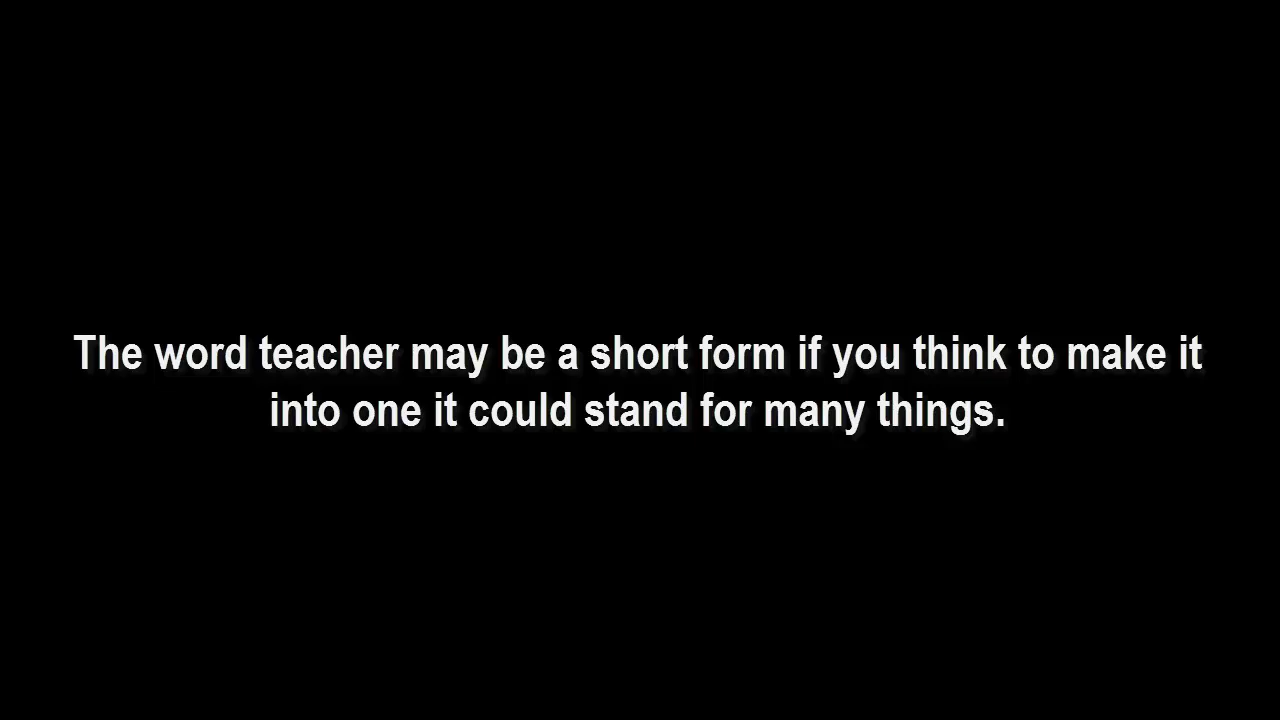 The word teacher may be a short form if you think to make it
into one it could stand for many things.